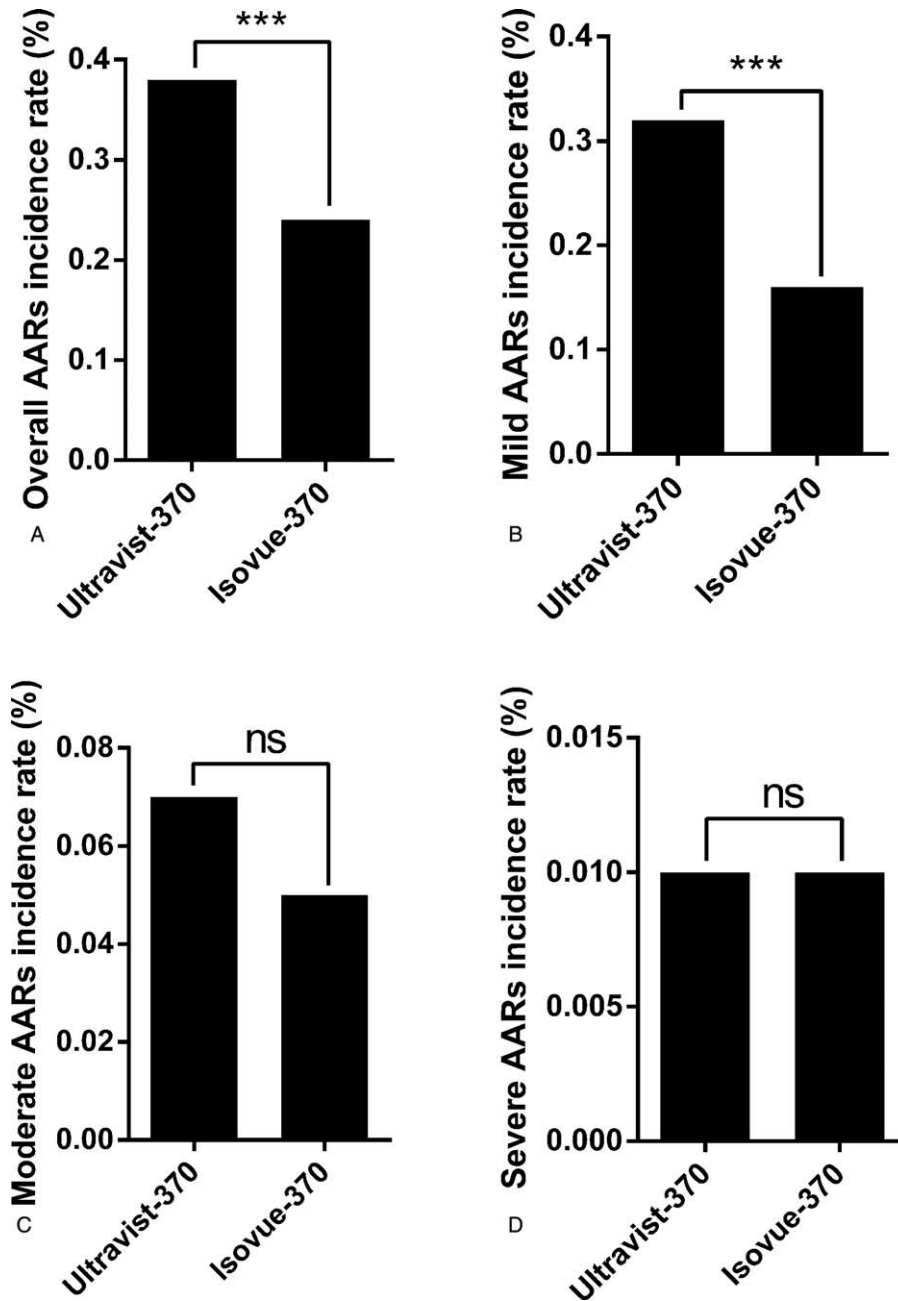 Overall AARs incidence rate (%)
0.4
0.3
0.2
0.1
0.0
***
Ultravist-370
Isovue-370
A
Mild AARs incidence rate (%)
0.4
0.3
0.2
0.1
0.0
***
Ultravist-370
Isovue-370
B
Moderate AARs incidence rate (%)
0.08
0.06
0.04
0.02
0.00
ns
Ultravist-370
Isovue-370
C
Severe AARs incidence rate (%)
0.015
0.010
0.005
0.000
ns
Ultravist-370
Isovue-370
D